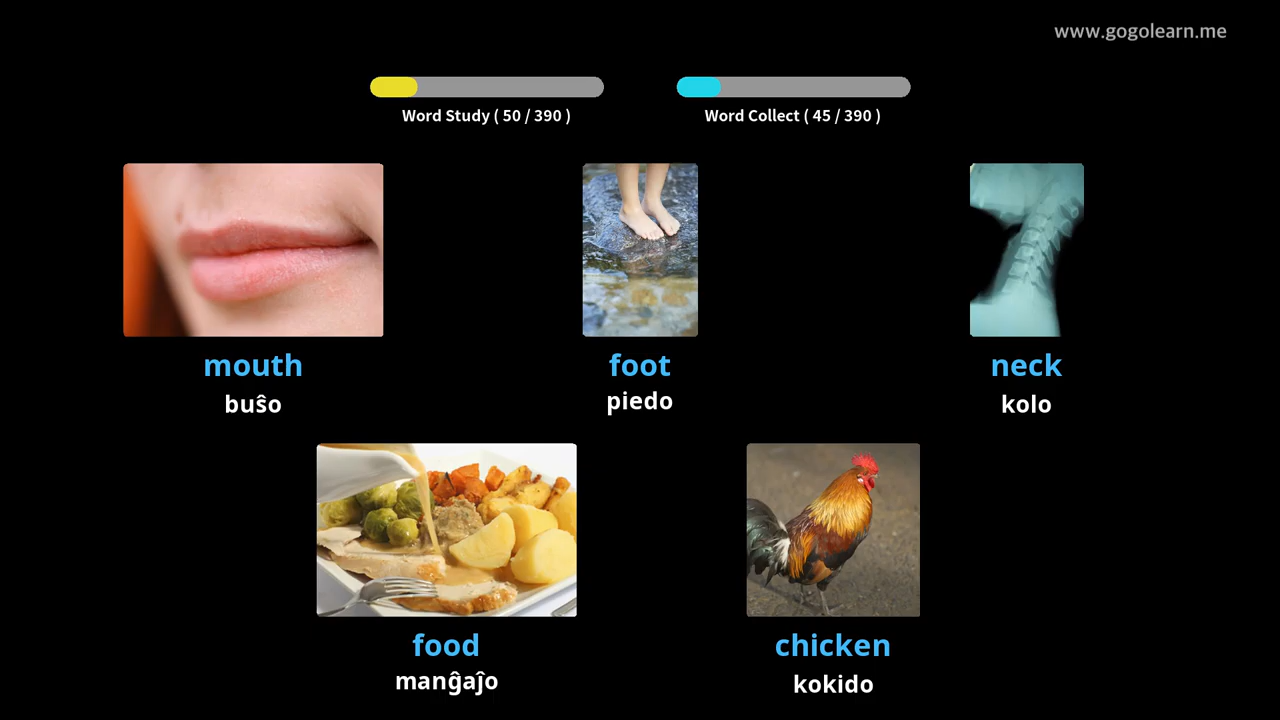 www.gogolearn.me
Word Study ( 50 / 390 )
Word Collect ( 45 / 390 )
mouth
buŝo
foot
piedo
neck
kolo
food
manĝaĵo
chicken
kokido